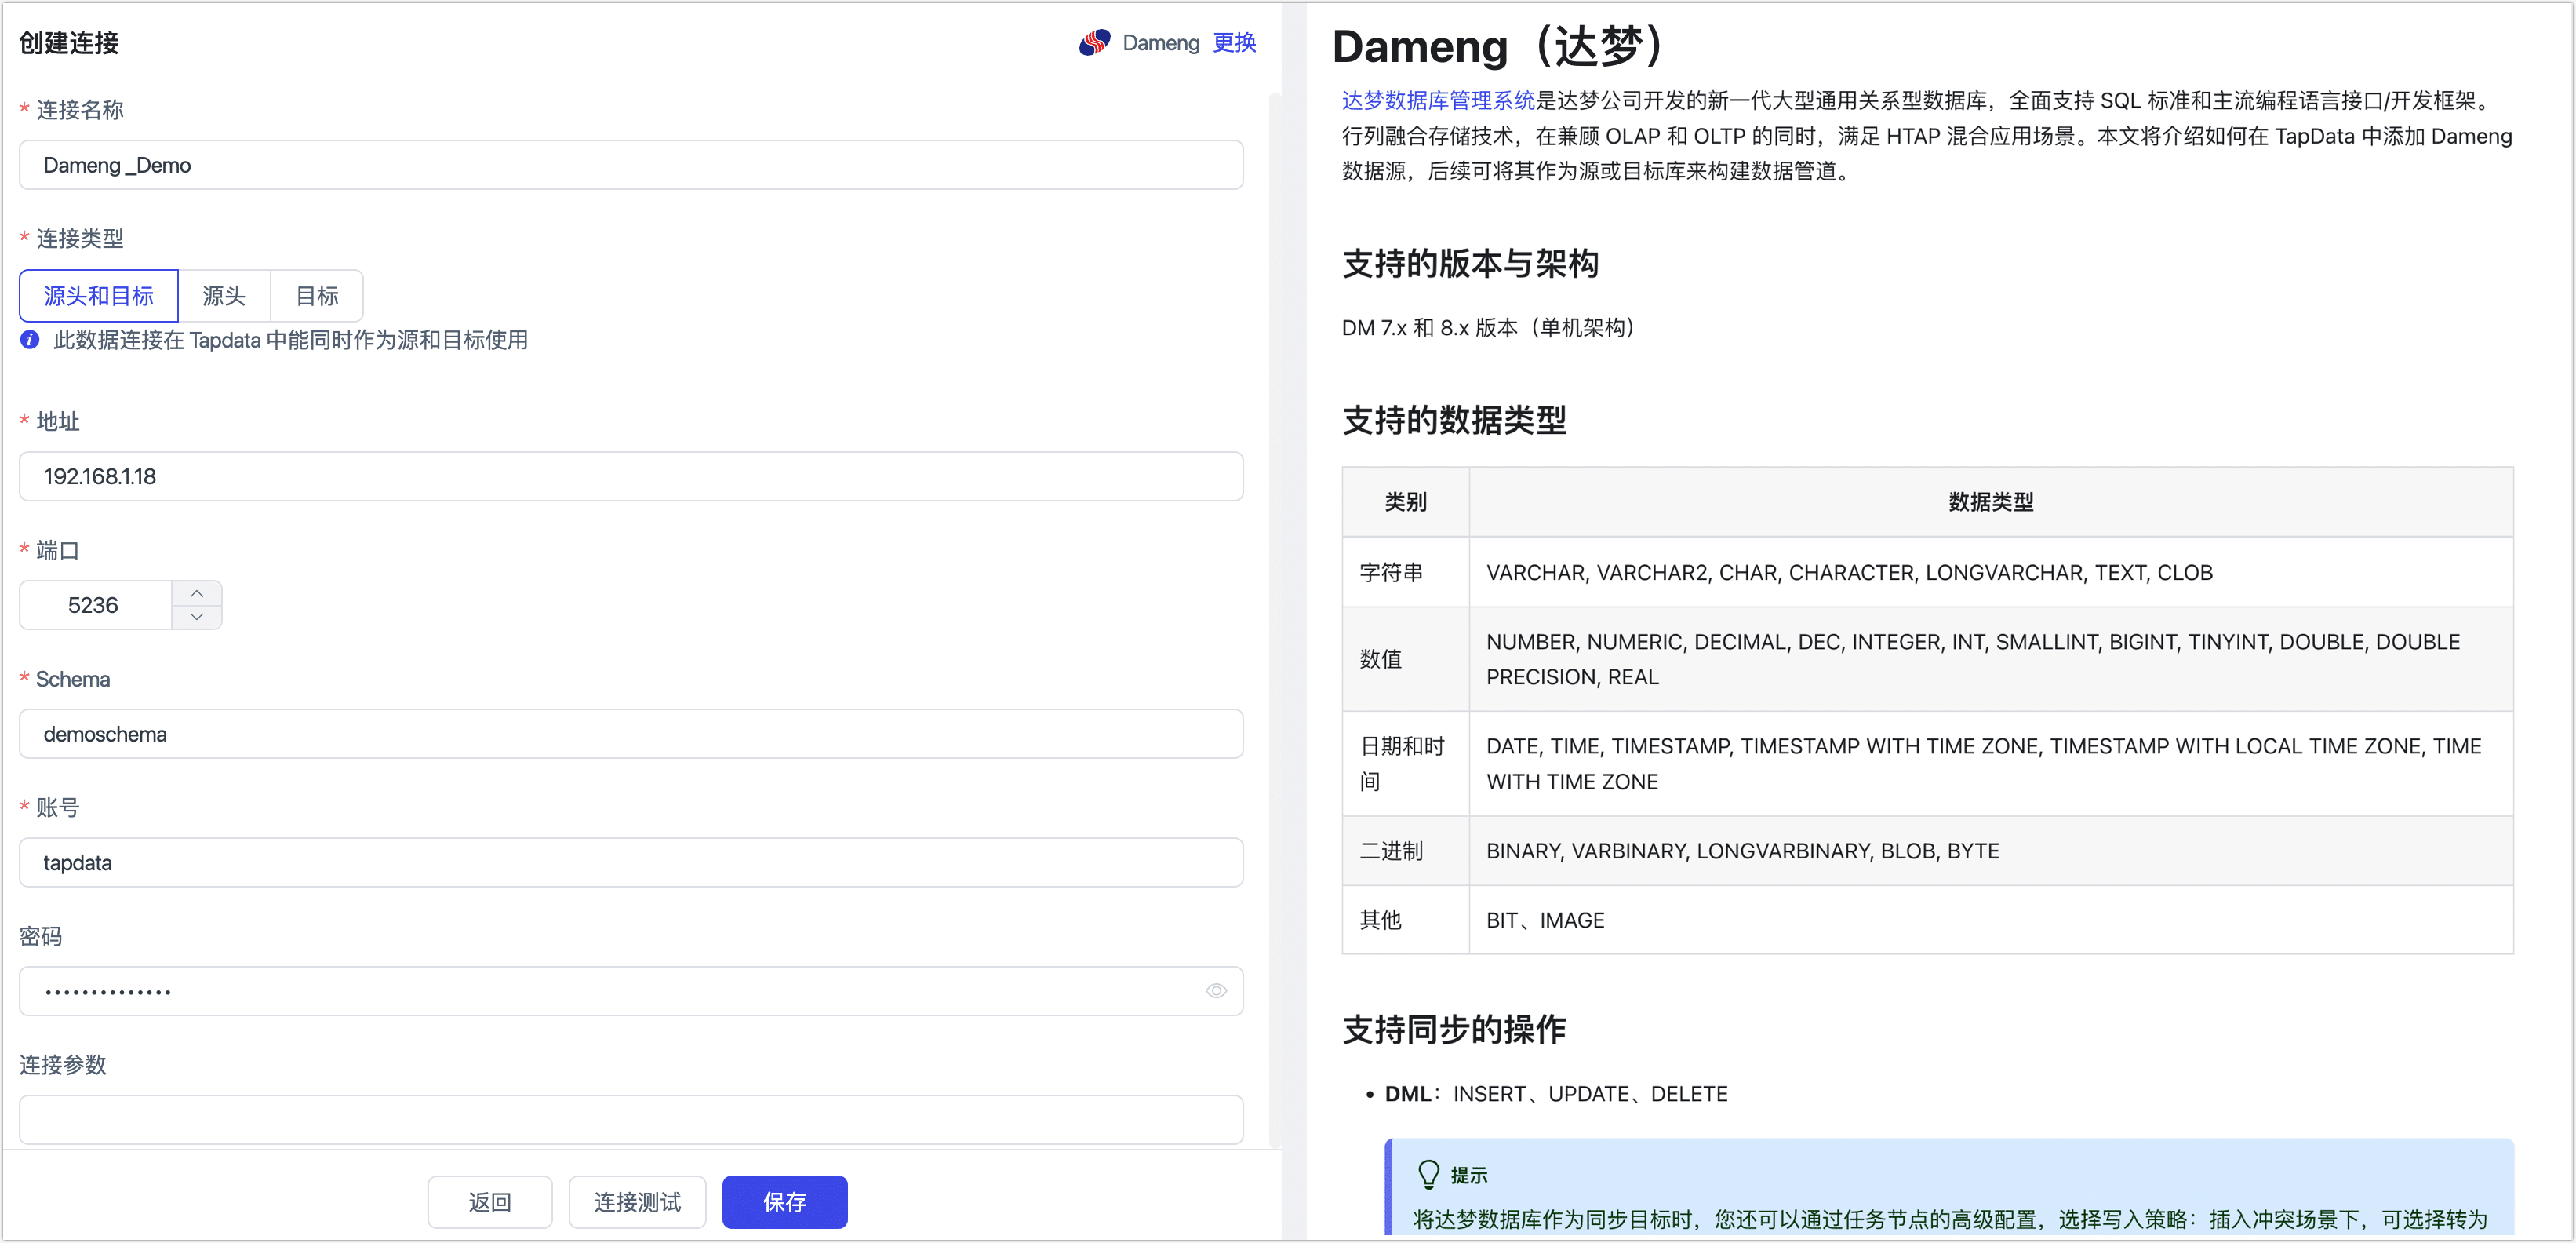 创建连接
Dameng 更换
* 连接名称
Dameng_Demo
* 连接类型
源头和目标 源头 目标
此数据连接在 Tapdata 中能同时作为源和目标使用
* 地址
192.168.1.18
* 端口
5236
* Schema
demoschema
* 账号
tapdata
密码
••••••••••••••
连接参数
返回 连接测试 保存
Dameng（达梦）
达梦数据库管理系统是达梦公司开发的新一代大型通用关系型数据库，全面支持 SQL 标准和主流编程语言接口/开发框架。
行列融合存储技术，在兼顾 OLAP 和 OLTP 的同时，满足 HTAP 混合应用场景。本文将介绍如何在 TapData 中添加 Dameng
数据源，后续可将其作为源或目标库来构建数据管道。
支持的版本与架构
DM 7.x 和 8.x 版本（单机架构）
支持的数据类型
类别 数据类型
字符串 VARCHAR, VARCHAR2, CHAR, CHARACTER, LONGVARCHAR, TEXT, CLOB
数值 NUMBER, NUMERIC, DECIMAL, DEC, INTEGER, INT, SMALLINT, BIGINT, TINYINT, DOUBLE, DOUBLE
PRECISION, REAL
日期和时 DATE, TIME, TIMESTAMP, TIMESTAMP WITH TIME ZONE, TIMESTAMP WITH LOCAL TIME ZONE, TIME
间 WITH TIME ZONE
二进制 BINARY, VARBINARY, LONGVARBINARY, BLOB, BYTE
其他 BIT、IMAGE
支持同步的操作
• DML：INSERT、UPDATE、DELETE
提示
将达梦数据库作为同步目标时，您还可以通过任务节点的高级配置，选择写入策略：插入冲突场景下，可选择转为